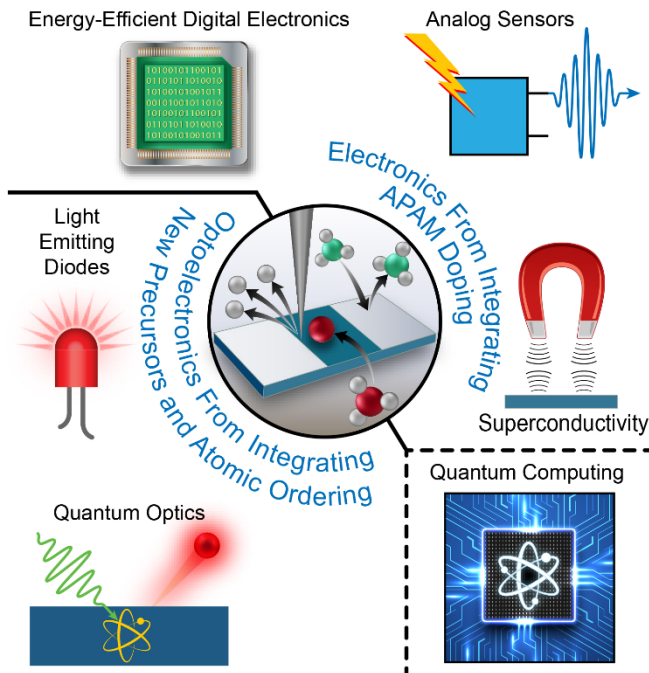 Energy-Efficient Digital Electronics
Analog Sensors
Electronics From Integrating
APAM Doping
Light
Emitting
Diodes
Optoelectronics From Integrating
New Precursors and Atomic Ordering
Superconductivity
Quantum Computing
Quantum Optics